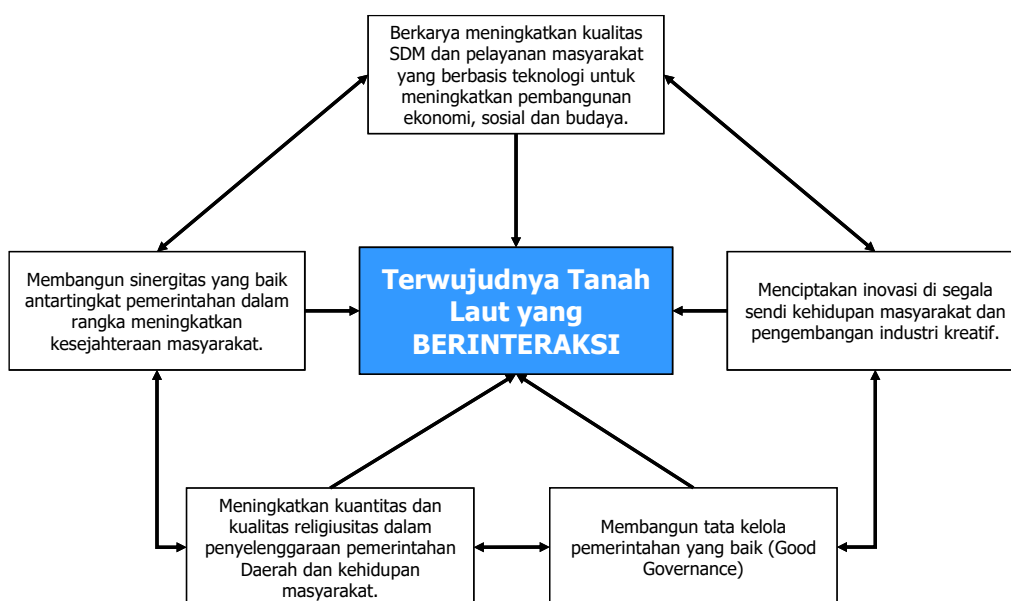 Berkarya meningkatkan kualitas
SDM dan pelayanan masyarakat
yang berbasis teknologi untuk
meningkatkan pembangunan
ekonomi, sosial dan budaya.
Membangun sinergitas yang baik
antartingkat pemerintahan dalam
rangka meningkatkan
kesejahteraan masyarakat.
Terwujudnya Tanah
Laut yang
BERINTERAKSI
Menciptakan inovasi di segala
sendi kehidupan masyarakat dan
pengembangan industri kreatif.
Meningkatkan kuantitas dan
kualitas religiusitas dalam
penyelenggaraan pemerintahan
Daerah dan kehidupan
masyarakat.
Membangun tata kelola
pemerintahan yang baik (Good
Governance)